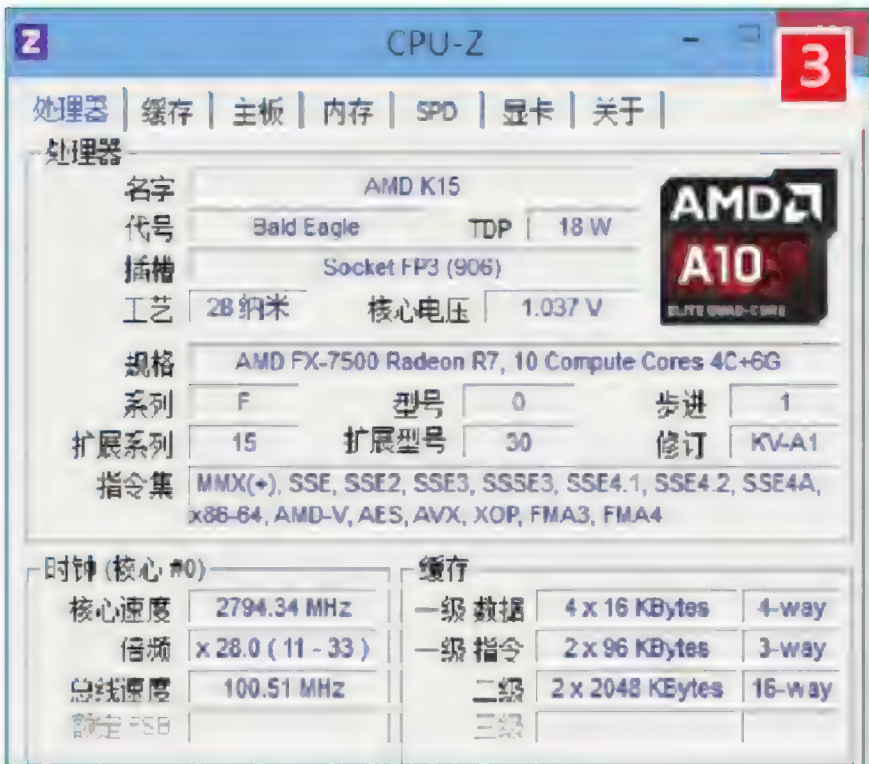 CPU-Z
3
处理器 缓存 主板 内存 SPD 显卡 关于
处理器
名字 AMD K15
代号 Bald Eagle TDP 18 W
插槽 Socket FP3 (906)
工艺 28 纳米 核心电压 1.037 V
AMD
A10
ELITE QUAD-CORE
规格 AMD FX-7500 Radeon R7, 10 Compute Cores 4C+6G
系列 F 型号 0 步进 1
扩展系列 15 扩展型号 30 修订 KV-A1
指令集 MMX(+), SSE, SSE2, SSE3, SSSE3, SSE4.1, SSE4.2, SSE4A,
x86-64, AMD-V, AES, AVX, XOP, FMA3, FMA4
时钟 (核心 #0) 缓存
核心速度 2794.34 MHz 一级 数据 4 x 16 KBytes 4-way
倍频 x 28.0 ( 11 - 33 ) 一级 指令 2 x 96 KBytes 3-way
总线速度 100.51 MHz 二级 2 x 2048 KBytes 16-way
额定 FSB 三级